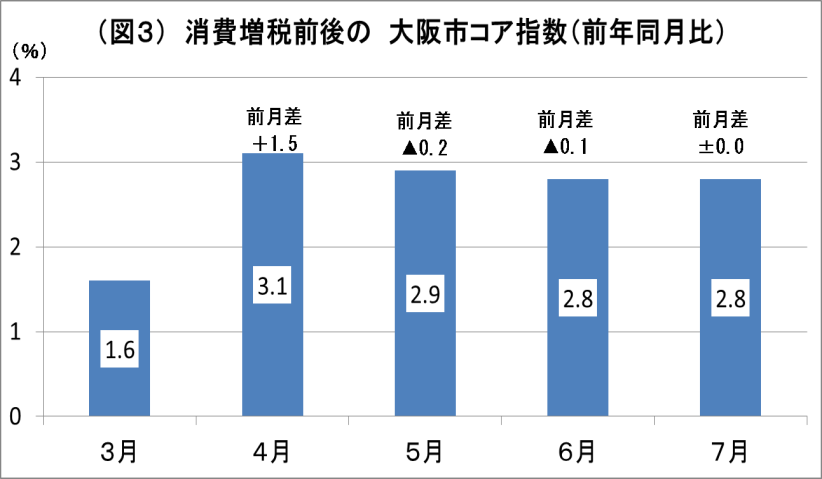 （図３） 消費増税前後の 大阪市コア指数（前年同月比）
（％）
4
3
2
1
0
前月差
＋1.5
前月差
▲0.2
前月差
▲0.1
前月差
±0.0
1.6
3.1
2.9
2.8
2.8
３月
４月
５月
６月
７月